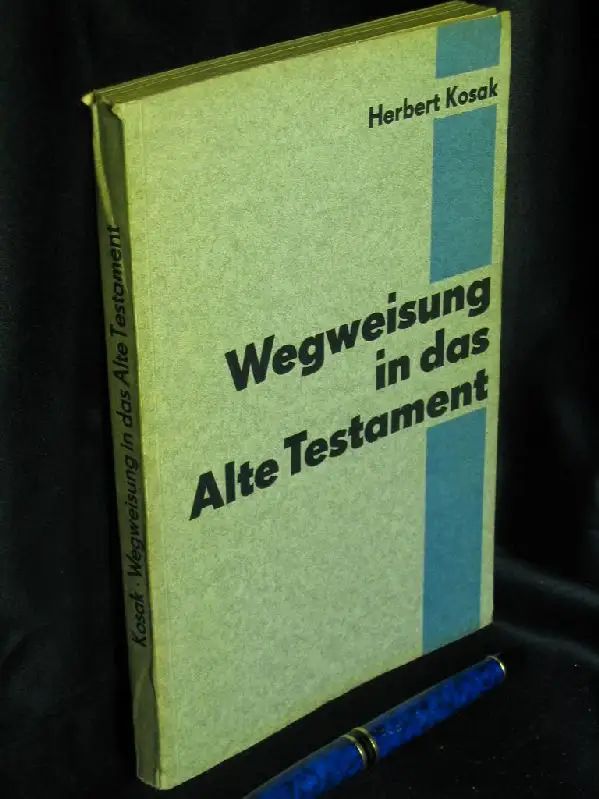 Herbert Kosak
Wegweisung
in das
Alte Testament
Kosak · Wegweisung in das Alte Testament